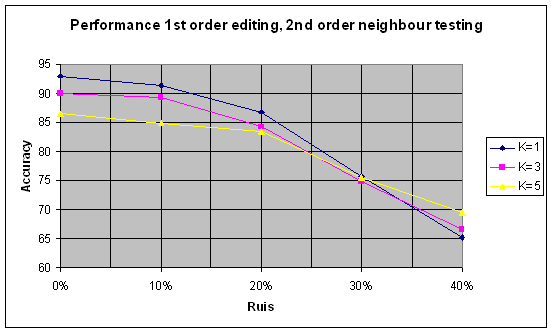 Performance 1st order editing, 2nd order neighbour testing
95
90
85
80
75
70
65
60
Accuracy
0% 10% 20% 30% 40%
Ruis
K=1
K=3
K=5